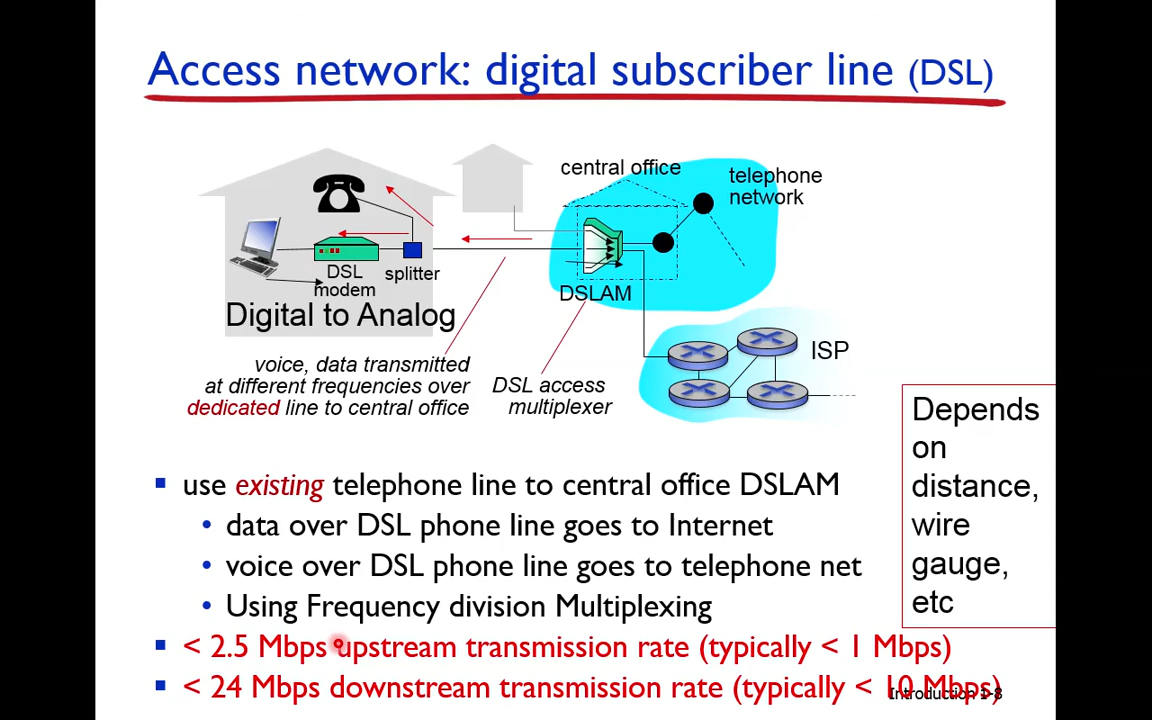 Access network: digital subscriber line (DSL)
central office
telephone
network
DSL
modem
splitter
DSLAM
Digital to Analog
voice, data transmitted
at different frequencies over
dedicated line to central office
DSL access
multiplexer
ISP
Depends
on
distance,
wire
gauge,
etc
use existing telephone line to central office DSLAM
data over DSL phone line goes to Internet
voice over DSL phone line goes to telephone net
Using Frequency division Multiplexing
< 2.5 Mbps upstream transmission rate (typically < 1 Mbps)
< 24 Mbps downstream transmission rate (typically < 10 Mbps)
Introduction 1-8